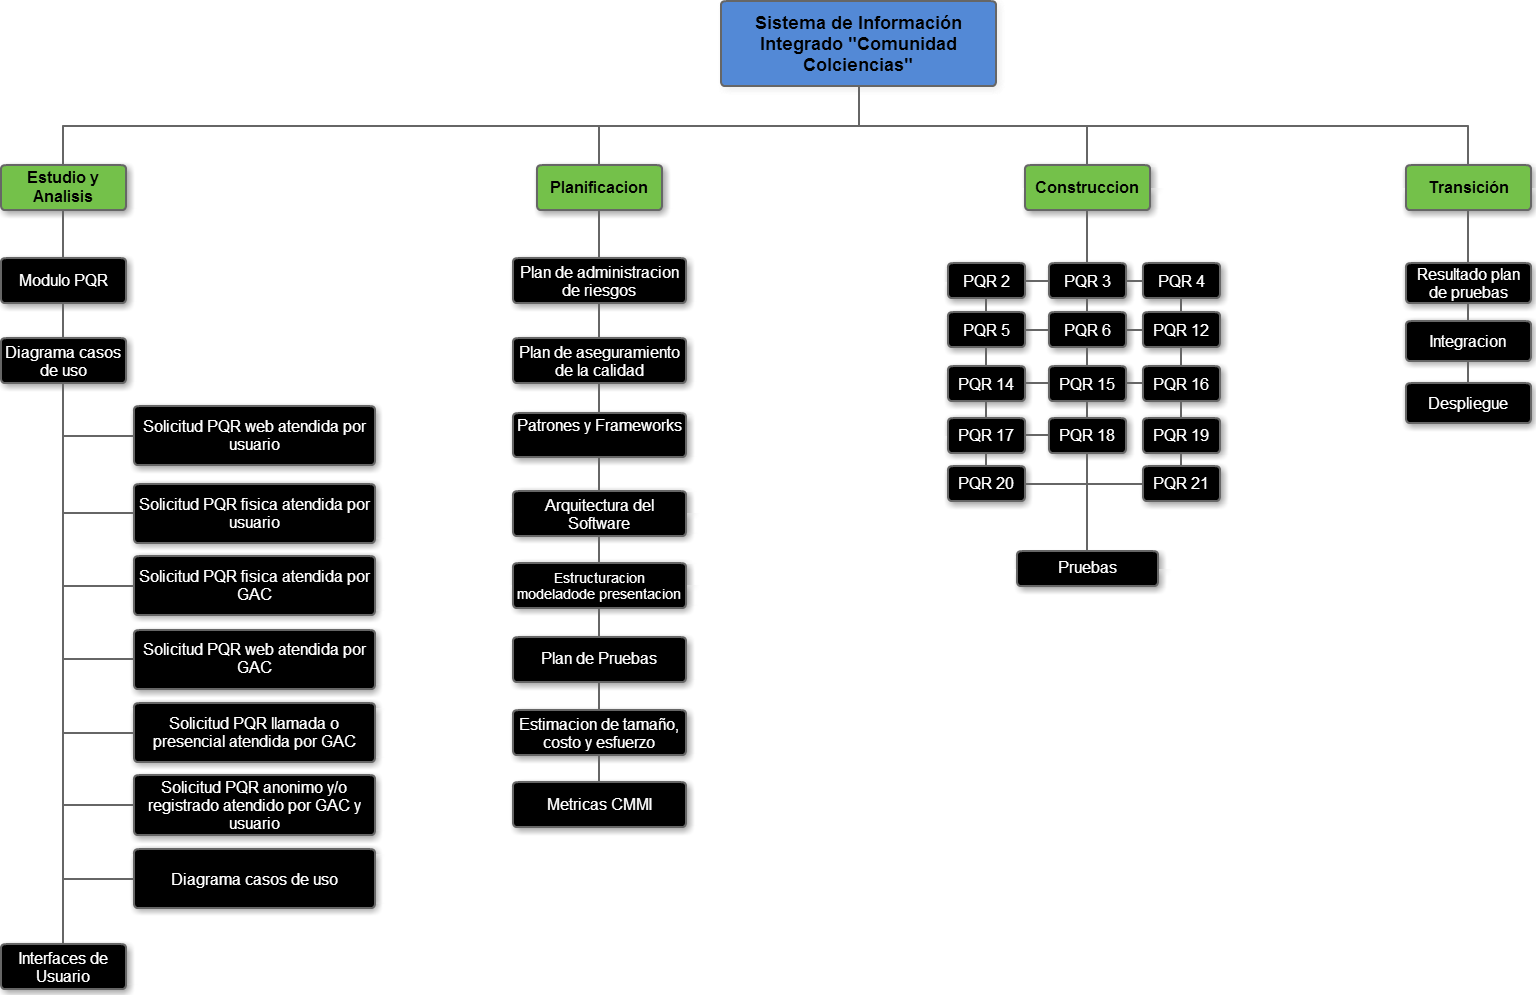 Sistema de Información
Integrado "Comunidad
Colciencias"
Estudio y
Analisis
Modulo PQR
Diagrama casos
de uso
Solicitud PQR web atendida por
usuario
Solicitud PQR fisica atendida por
usuario
Solicitud PQR fisica atendida por
GAC
Solicitud PQR web atendida por
GAC
Solicitud PQR llamada o
presencial atendida por GAC
Solicitud PQR anonimo y/o
registrado atendido por GAC y
usuario
Diagrama casos de uso
Interfaces de
Usuario
Planificacion
Plan de administracion
de riesgos
Plan de aseguramiento
de la calidad
Patrones y Frameworks
Arquitectura del
Software
Estructuracion
modeladode presentacion
Plan de Pruebas
Estimacion de tamaño,
costo y esfuerzo
Metricas CMMI
Construccion
PQR 2
PQR 3
PQR 4
PQR 5
PQR 6
PQR 12
PQR 14
PQR 15
PQR 16
PQR 17
PQR 18
PQR 19
PQR 20
PQR 21
Pruebas
Transición
Resultado plan
de pruebas
Integracion
Despliegue